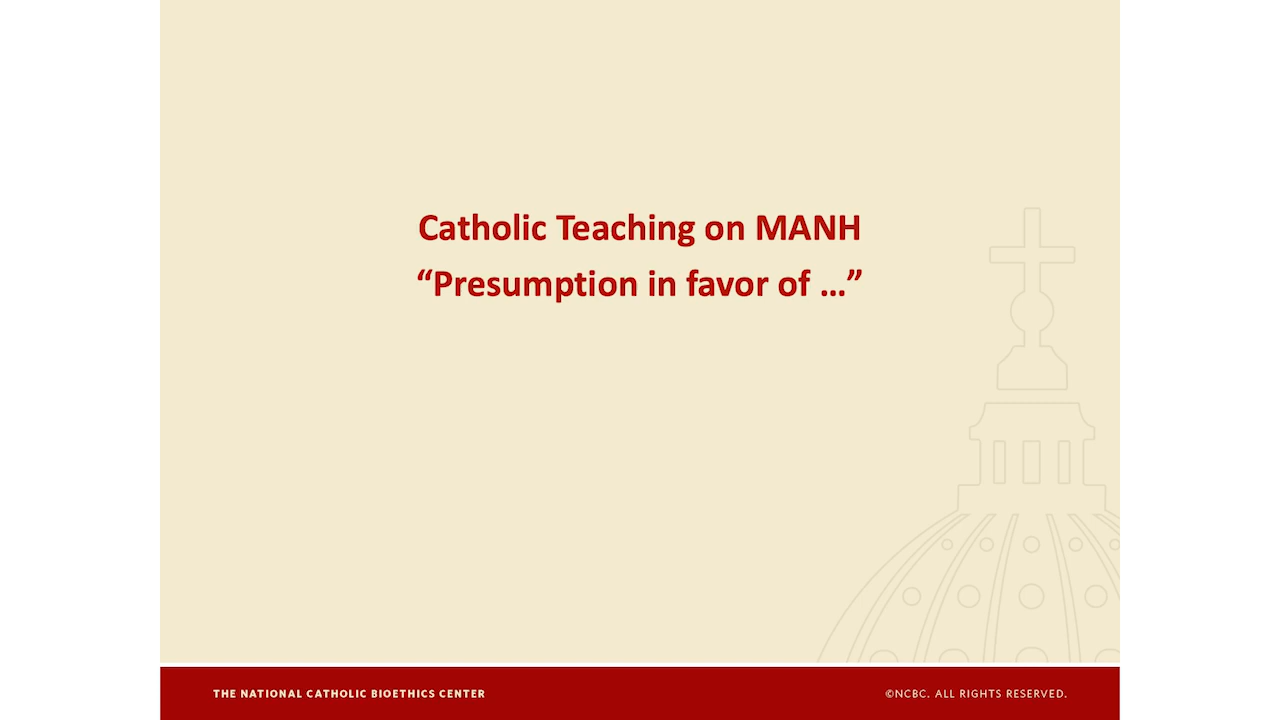 Catholic Teaching on MANH
“Presumption in favor of …”
THE NATIONAL CATHOLIC BIOETHICS CENTER
©NCBC. ALL RIGHTS RESERVED.